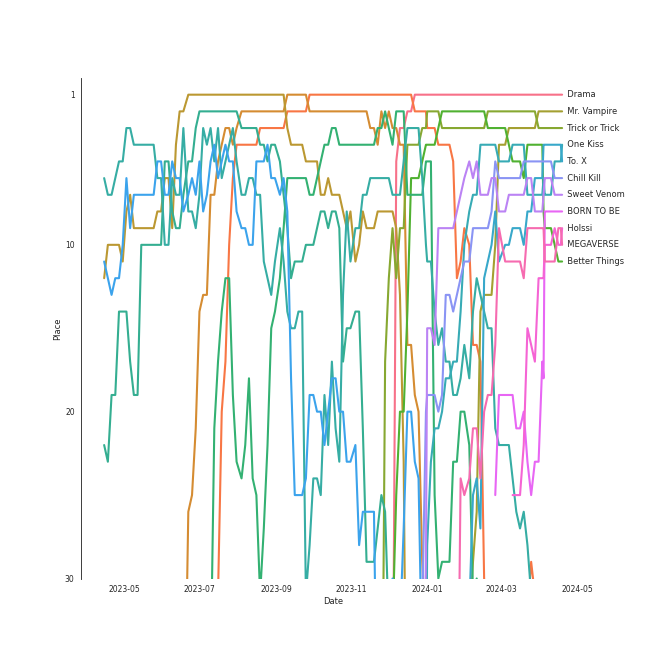 1
10
20
30
Place
2023-05
2023-07
2023-09
2023-11
2024-01
2024-03
2024-05
Date
Drama
Mr. Vampire
Trick or Trick
One Kiss
To. X
Chill Kill
Sweet Venom
BORN TO BE
Holssi
MEGAVERSE
Better Things